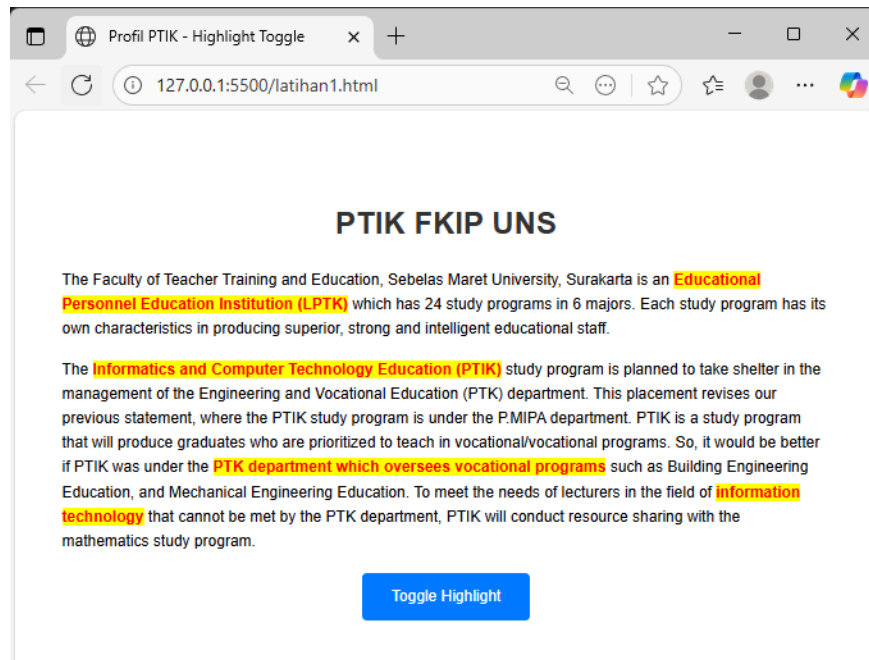 Profil PTIK - Highlight Toggle
127.0.0.1:5500/latihan1.html
PTIK FKIP UNS
The Faculty of Teacher Training and Education, Sebelas Maret University, Surakarta is an Educational
Personnel Education Institution (LPTK) which has 24 study programs in 6 majors. Each study program has its
own characteristics in producing superior, strong and intelligent educational staff.
The Informatics and Computer Technology Education (PTIK) study program is planned to take shelter in the
management of the Engineering and Vocational Education (PTK) department. This placement revises our
previous statement, where the PTIK study program is under the P.MIPA department. PTIK is a study program
that will produce graduates who are prioritized to teach in vocational/vocational programs. So, it would be better
if PTIK was under the PTK department which oversees vocational programs such as Building Engineering
Education, and Mechanical Engineering Education. To meet the needs of lecturers in the field of information
technology that cannot be met by the PTK department, PTIK will conduct resource sharing with the
mathematics study program.
Toggle Highlight